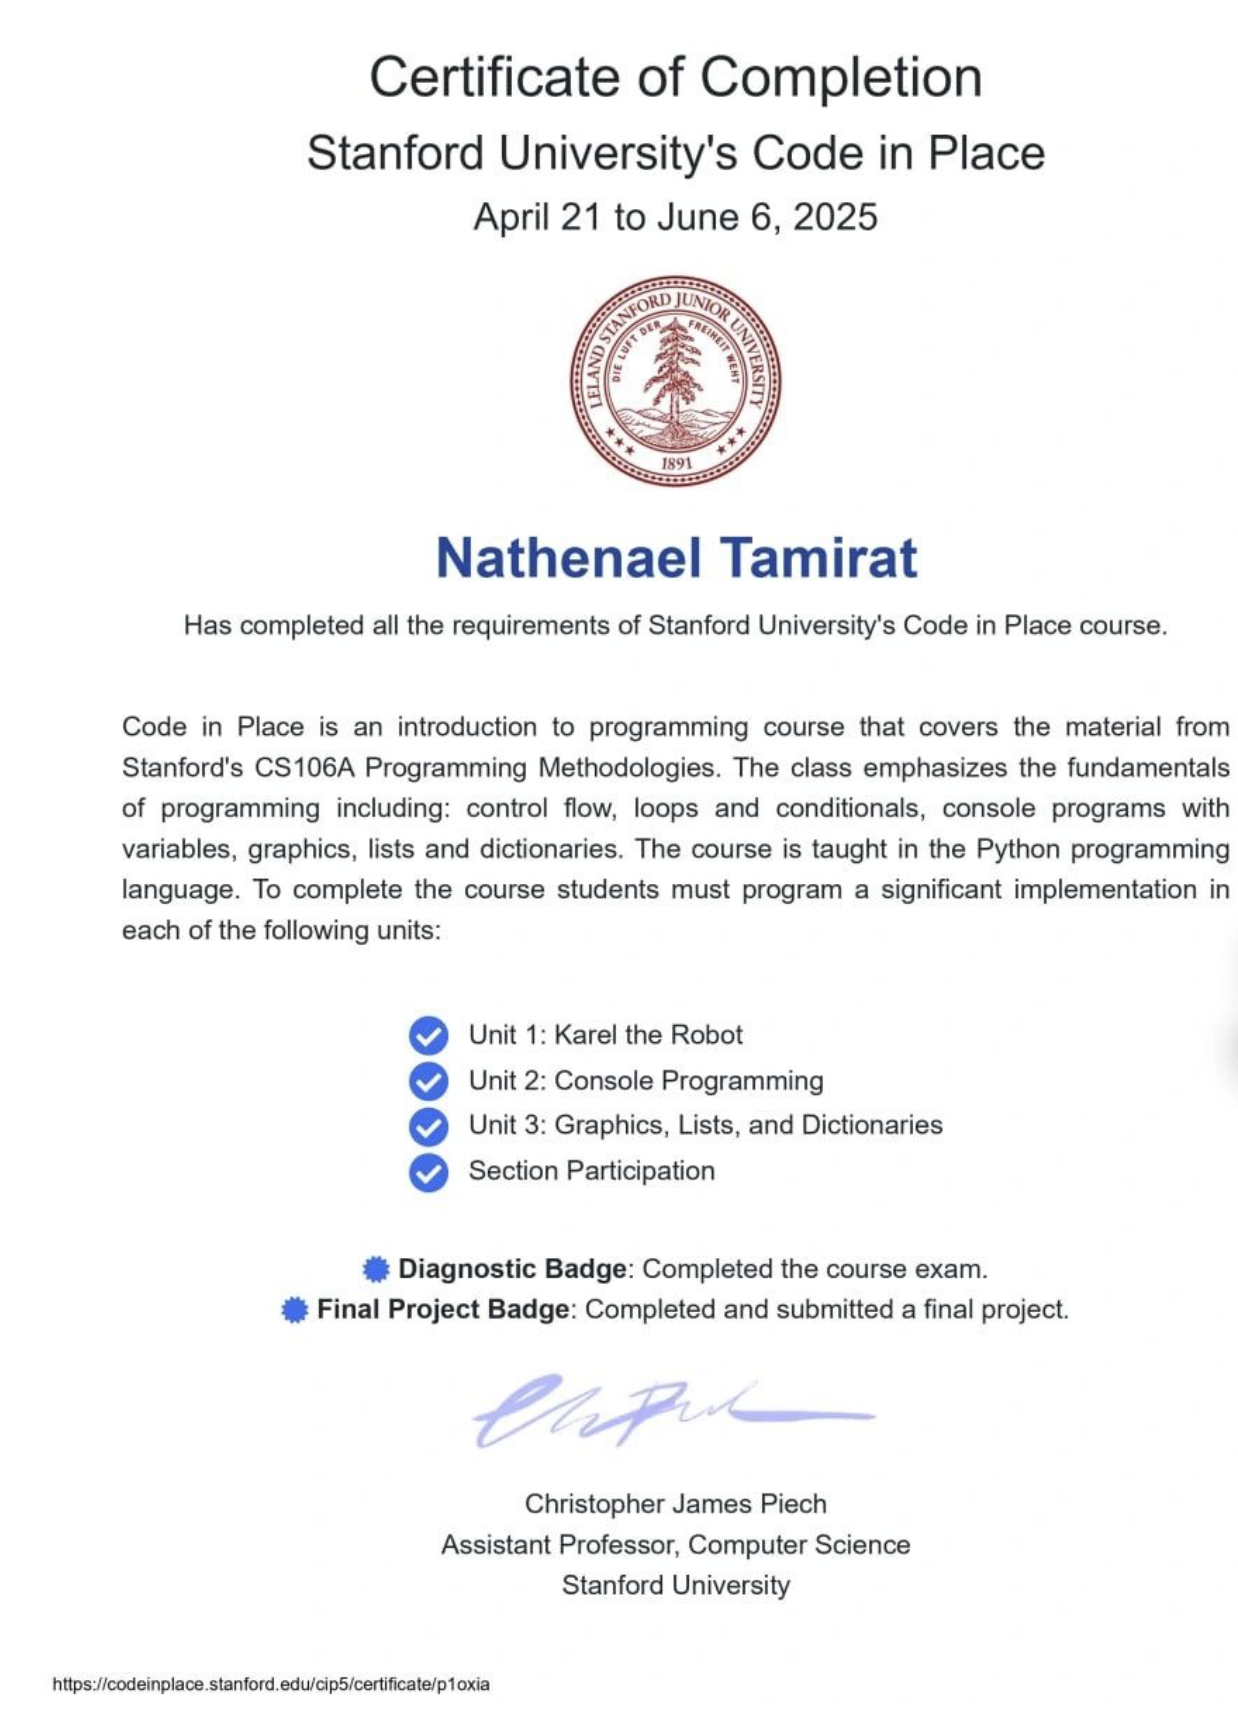 Certificate of Completion
Stanford University's Code in Place
April 21 to June 6, 2025
LELAND STANFORD JUNIOR UNIVERSITY
DIE LUFT DER FREIHEIT WEHT
1891
Nathenael Tamirat
Has completed all the requirements of Stanford University's Code in Place course.
Code in Place is an introduction to programming course that covers the material from
Stanford's CS106A Programming Methodologies. The class emphasizes the fundamentals
of programming including: control flow, loops and conditionals, console programs with
variables, graphics, lists and dictionaries. The course is taught in the Python programming
language. To complete the course students must program a significant implementation in
each of the following units:
Unit 1: Karel the Robot
Unit 2: Console Programming
Unit 3: Graphics, Lists, and Dictionaries
Section Participation
Diagnostic Badge: Completed the course exam.
Final Project Badge: Completed and submitted a final project.
Christopher James Piech
Assistant Professor, Computer Science
Stanford University
https://codeinplace.stanford.edu/cip5/certificate/p1oxia